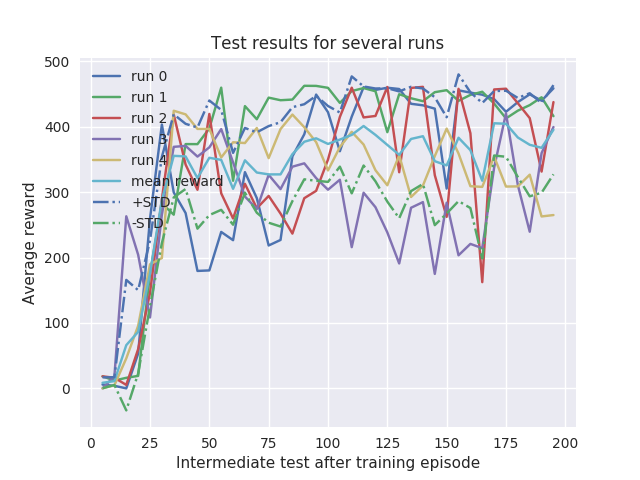 Test results for several runs
500
400
300
200
100
0
Average reward
run 0
run 1
run 2
run 3
run 4
mean reward
+STD
-STD
0 25 50 75 100 125 150 175 200
Intermediate test after training episode